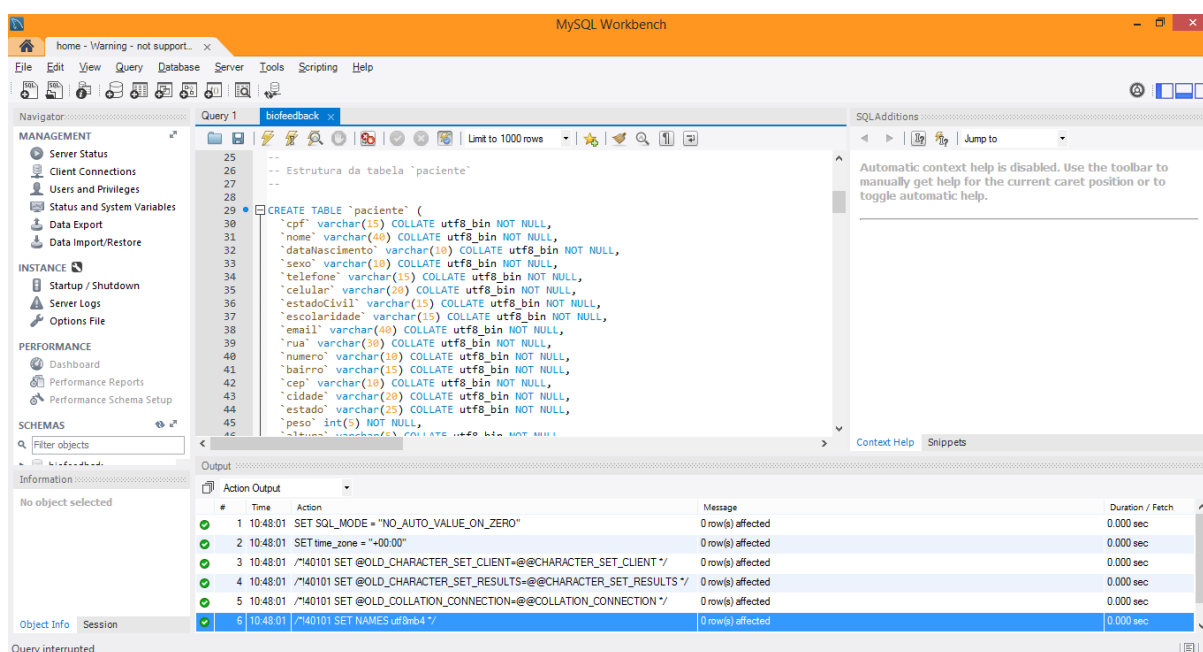 MySQL Workbench
home - Warning - not support...
File Edit View Query Database Server Tools Scripting Help
Navigator
MANAGEMENT
Server Status
Client Connections
Users and Privileges
Status and System Variables
Data Export
Data Import/Restore
INSTANCE
Startup / Shutdown
Server Logs
Options File
PERFORMANCE
Dashboard
Performance Reports
Performance Schema Setup
SCHEMAS
Filter objects
Information
No object selected
Object Info Session
Query 1 biofeedback
Limit to 1000 rows
25 --
26 -- Estrutura da tabela `paciente`
27 --
28
29 CREATE TABLE `paciente` (
30 `cpf` varchar(15) COLLATE utf8_bin NOT NULL,
31 `nome` varchar(40) COLLATE utf8_bin NOT NULL,
32 `dataNascimento` varchar(10) COLLATE utf8_bin NOT NULL,
33 `sexo` varchar(10) COLLATE utf8_bin NOT NULL,
34 `telefone` varchar(15) COLLATE utf8_bin NOT NULL,
35 `celular` varchar(20) COLLATE utf8_bin NOT NULL,
36 `estadoCivil` varchar(15) COLLATE utf8_bin NOT NULL,
37 `escolaridade` varchar(15) COLLATE utf8_bin NOT NULL,
38 `email` varchar(40) COLLATE utf8_bin NOT NULL,
39 `rua` varchar(30) COLLATE utf8_bin NOT NULL,
40 `numero` varchar(10) COLLATE utf8_bin NOT NULL,
41 `bairro` varchar(15) COLLATE utf8_bin NOT NULL,
42 `cep` varchar(10) COLLATE utf8_bin NOT NULL,
43 `cidade` varchar(20) COLLATE utf8_bin NOT NULL,
44 `estado` varchar(25) COLLATE utf8_bin NOT NULL,
45 `peso` int(5) NOT NULL,
SQLAdditions
Jump to
Automatic context help is disabled. Use the toolbar to
manually get help for the current caret position or to
toggle automatic help.
Context Help Snippets
Output
Action Output
# Time Action Message Duration / Fetch
1 10:48:01 SET SQL_MODE = "NO_AUTO_VALUE_ON_ZERO" 0 row(s) affected 0.000 sec
2 10:48:01 SET time_zone = "+00:00" 0 row(s) affected 0.000 sec
3 10:48:01 /*!40101 SET @OLD_CHARACTER_SET_CLIENT=@@CHARACTER_SET_CLIENT */ 0 row(s) affected 0.000 sec
4 10:48:01 /*!40101 SET @OLD_CHARACTER_SET_RESULTS=@@CHARACTER_SET_RESULTS */ 0 row(s) affected 0.000 sec
5 10:48:01 /*!40101 SET @OLD_COLLATION_CONNECTION=@@COLLATION_CONNECTION */ 0 row(s) affected 0.000 sec
6 10:48:01 /*!40101 SET NAMES utf8mb4 */ 0 row(s) affected 0.000 sec
Query interrupted